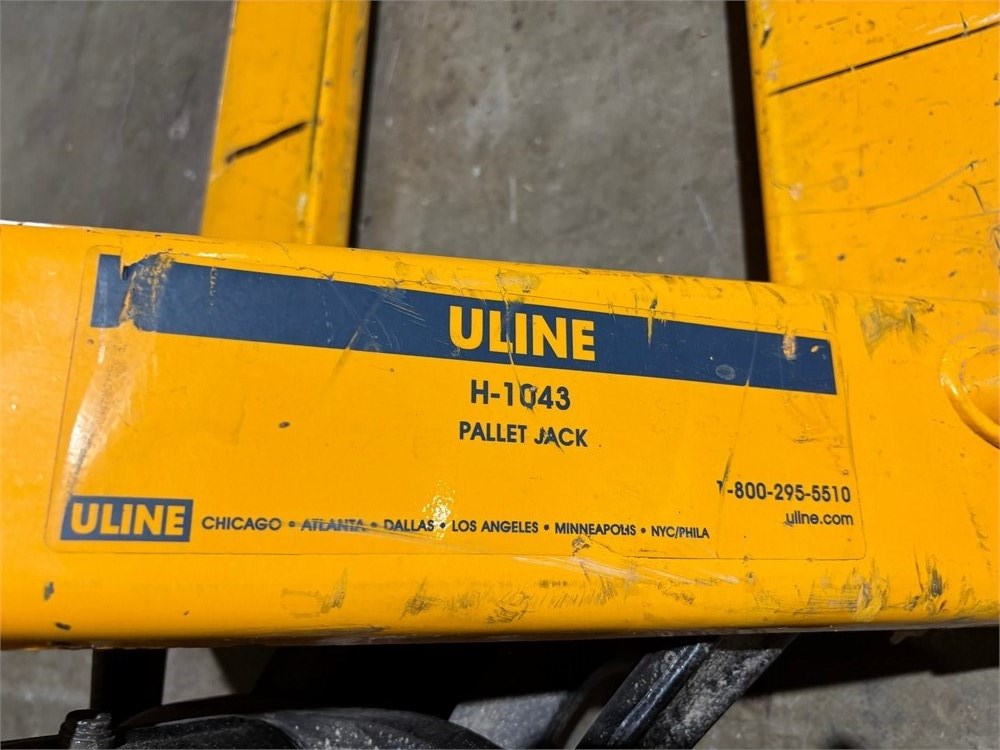 ULINE
H-1043
PALLET JACK
1-800-295-5510
uline.com
ULINE CHICAGO • ATLANTA • DALLAS • LOS ANGELES • MINNEAPOLIS • NYC/PHILA